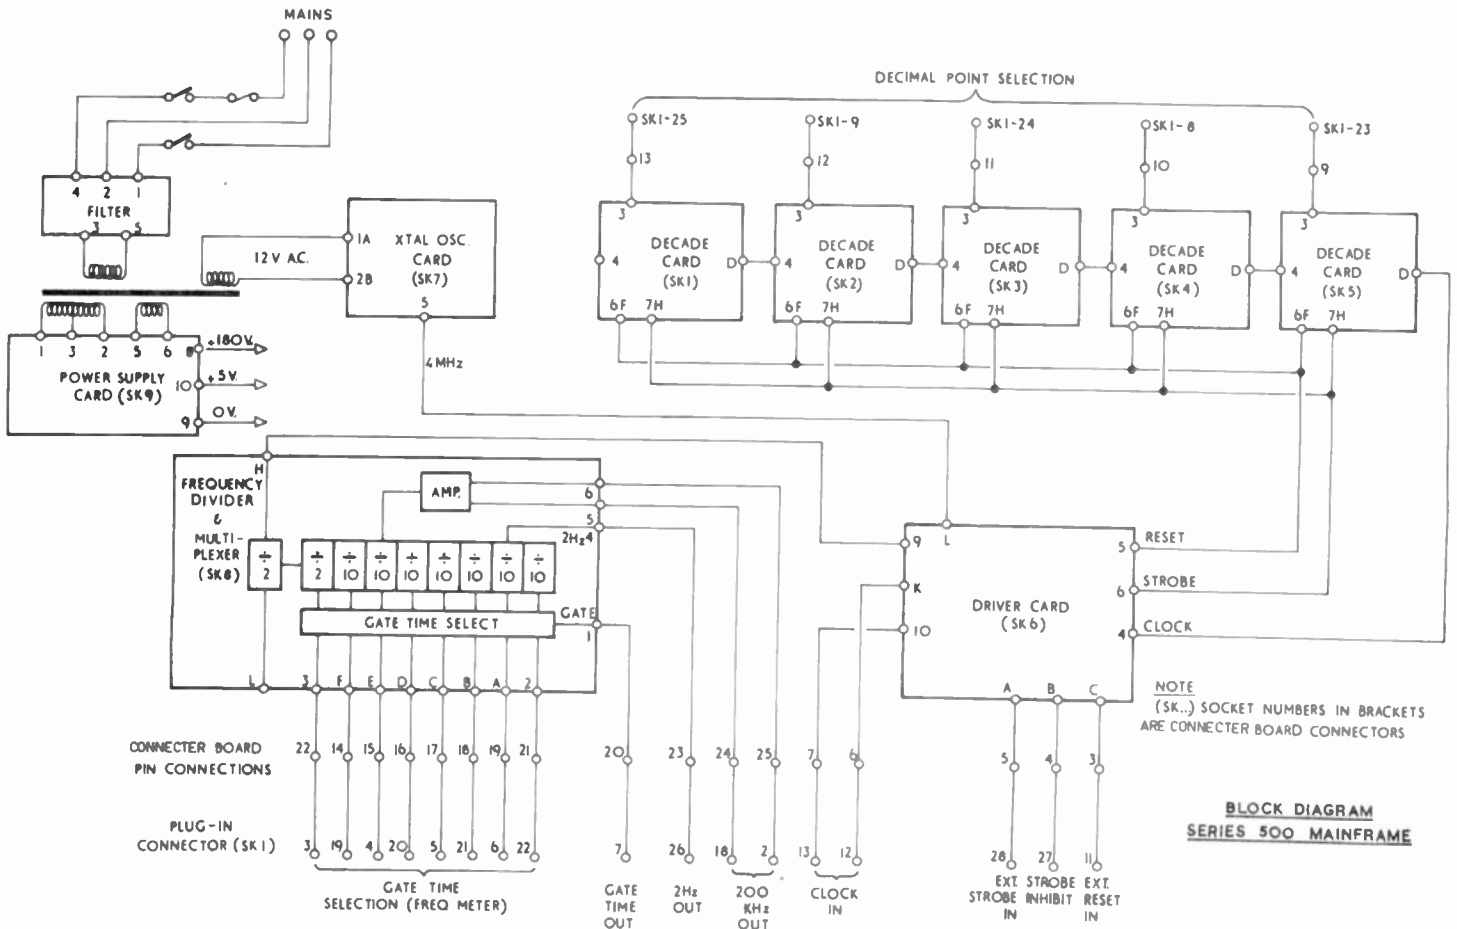 MAINS
4 2 1
FILTER
3 5
12V A.C.
1A
2B
XTAL OSC.
CARD
(SK7)
5
4MHz
1 3 2 5 6
POWER SUPPLY
CARD (SK9)
8 +180V.
10 +5V.
9 0V.
DECIMAL POINT SELECTION
SK1-25 SK1-9 SK1-24 SK1-8 SK1-23
13 12 11 10 9
3 3 3 3 3
4 DECADE CARD (SK1) D
4 DECADE CARD (SK2) D
4 DECADE CARD (SK3) D
4 DECADE CARD (SK4) D
4 DECADE CARD (SK5) D
6F 7H 6F 7H 6F 7H 6F 7H 6F 7H
H
FREQUENCY
DIVIDER
&
MULTI-
PLEXER
(SK8)
AMP.
6
5
2Hz 4
÷2 ÷2 ÷10 ÷10 ÷10 ÷10 ÷10 ÷10 ÷10
GATE TIME SELECT
GATE
1
L 3 F E D C B A 2
9
K
10
L
DRIVER CARD
(SK6)
5 RESET
6 STROBE
4 CLOCK
A B C
NOTE
(SK...) SOCKET NUMBERS IN BRACKETS
ARE CONNECTER BOARD CONNECTORS
CONNECTER BOARD
PIN CONNECTIONS
22 14 15 16 17 18 19 21 20 23 24 25 7 6 5 4 3
PLUG-IN
CONNECTOR (SK1)
3 19 4 20 5 21 6 22 7 26 18 2 13 12 28 27 11
GATE TIME
SELECTION (FREQ METER)
GATE
TIME
OUT
2Hz
OUT
200
KHz
OUT
CLOCK
IN
EXT.
STROBE
IN
STROBE
INHIBIT
EXT.
RESET
IN
BLOCK DIAGRAM
SERIES 500 MAINFRAME